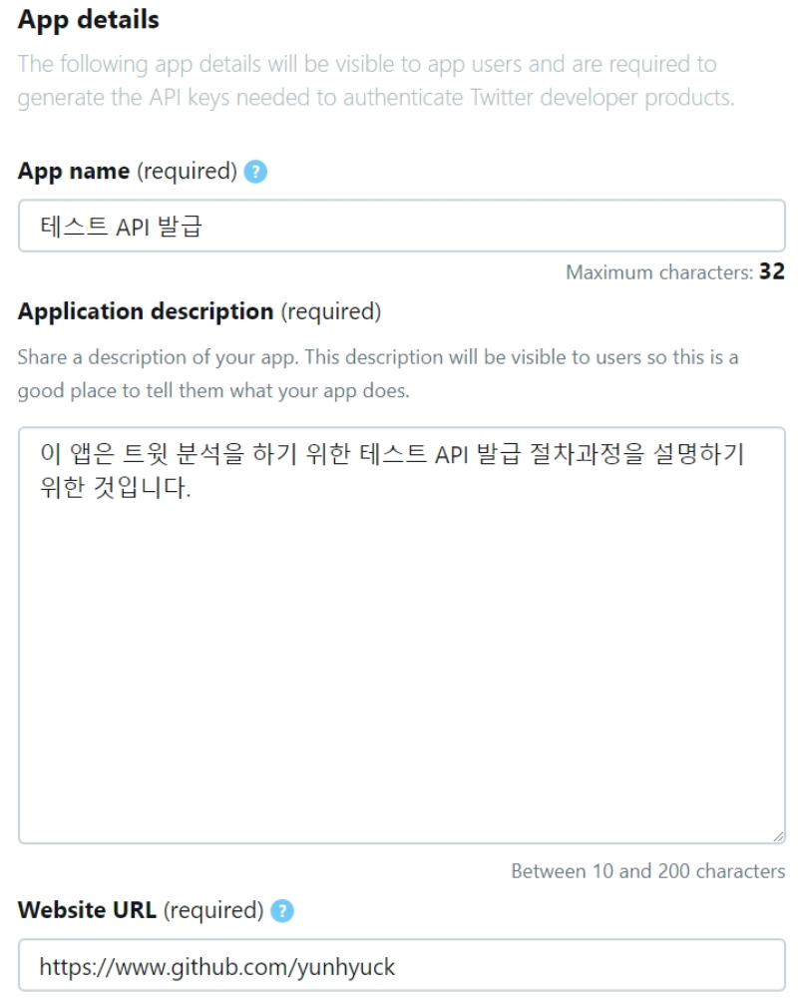 App details
The following app details will be visible to app users and are required to
generate the API keys needed to authenticate Twitter developer products.
App name (required) ?
테스트 API 발급
Maximum characters: 32
Application description (required)
Share a description of your app. This description will be visible to users so this is a
good place to tell them what your app does.
이 앱은 트윗 분석을 하기 위한 테스트 API 발급 절차과정을 설명하기
위한 것입니다.
Between 10 and 200 characters
Website URL (required) ?
https://www.github.com/yunhyuck